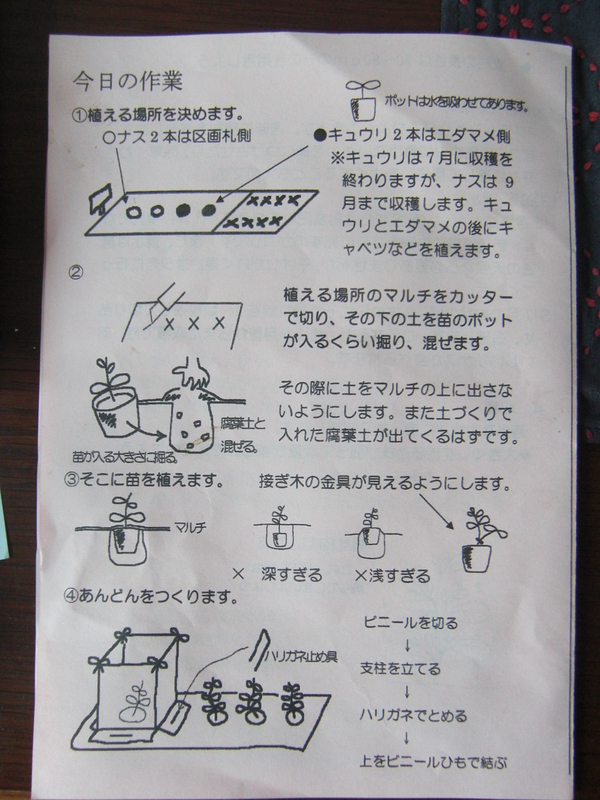 今日の作業
ポットは水を吸わせてあります。
①植える場所を決めます。
○ナス2本は区画札側
●キュウリ2本はエダマメ側
※キュウリは7月に収穫を
終わりますが、ナスは9
月まで収穫します。キュ
ウリとエダマメの後にキ
ャベツなどを植えます。
②
植える場所のマルチをカッター
で切り、その下の土を苗のポット
が入るくらい掘り、混ぜます。
その際に土をマルチの上に出さな
いようにします。また土づくりで
入れた腐葉土が出てくるはずです。
腐葉土と
混ぜる。
苗が入る大きさに掘る。
③そこに苗を植えます。
接ぎ木の金具が見えるようにします。
マルチ
× 深すぎる
×浅すぎる
④あんどんをつくります。
ハリガネ止め具
ビニールを切る
↓
支柱を立てる
↓
ハリガネでとめる
↓
上をビニールひもで結ぶ